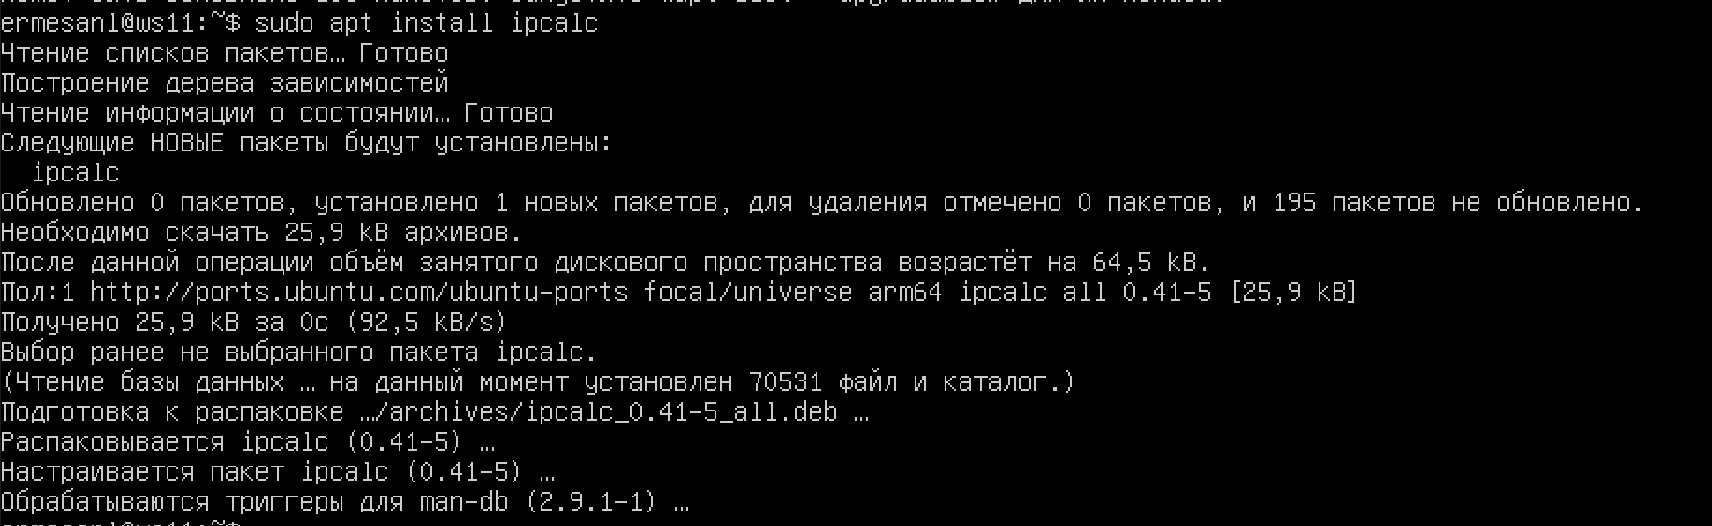 ermesanl@ws11:~$ sudo apt install ipcalc
Чтение списков пакетов… Готово
Построение дерева зависимостей
Чтение информации о состоянии… Готово
Следующие НОВЫЕ пакеты будут установлены:
  ipcalc
Обновлено 0 пакетов, установлено 1 новых пакетов, для удаления отмечено 0 пакетов, и 195 пакетов не обновлено.
Необходимо скачать 25,9 kB архивов.
После данной операции объём занятого дискового пространства возрастёт на 64,5 kB.
Пол:1 http://ports.ubuntu.com/ubuntu-ports focal/universe arm64 ipcalc all 0.41-5 [25,9 kB]
Получено 25,9 kB за 0с (92,5 kB/s)
Выбор ранее не выбранного пакета ipcalc.
(Чтение базы данных … на данный момент установлен 70531 файл и каталог.)
Подготовка к распаковке …/archives/ipcalc_0.41-5_all.deb …
Распаковывается ipcalc (0.41-5) …
Настраивается пакет ipcalc (0.41-5) …
Обрабатываются триггеры для man-db (2.9.1-1) …
ermesanl@ws11:~$